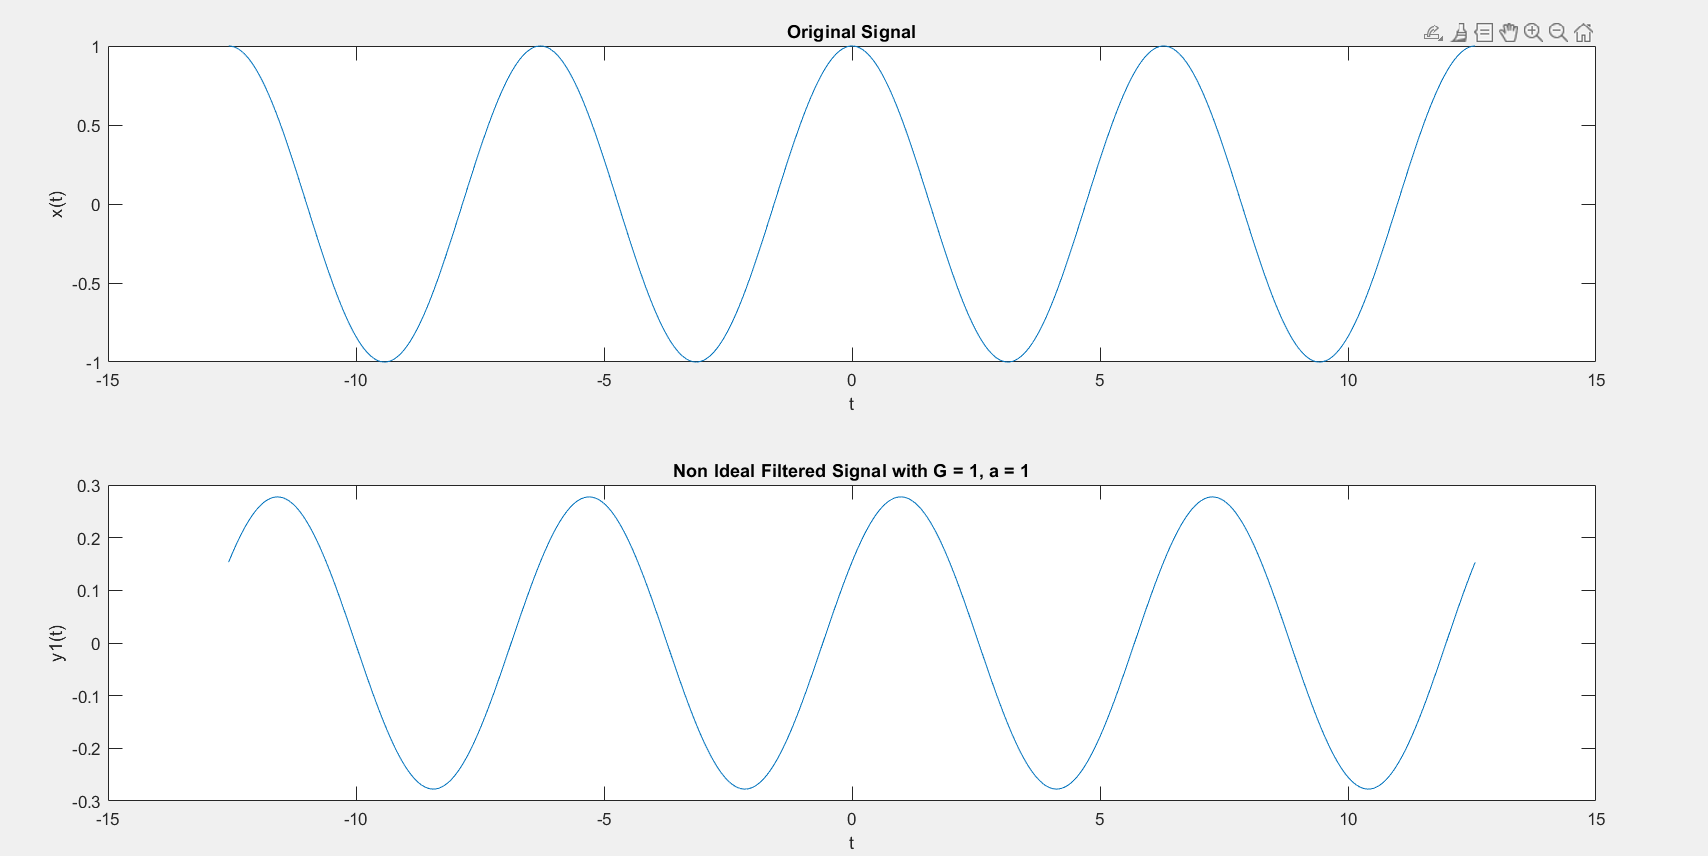 Original Signal
1
0.5
0
-0.5
-1
x(t)
-15 -10 -5 0 5 10 15
t
Non Ideal Filtered Signal with G = 1, a = 1
0.3
0.2
0.1
0
-0.1
-0.2
-0.3
y1(t)
-15 -10 -5 0 5 10 15
t